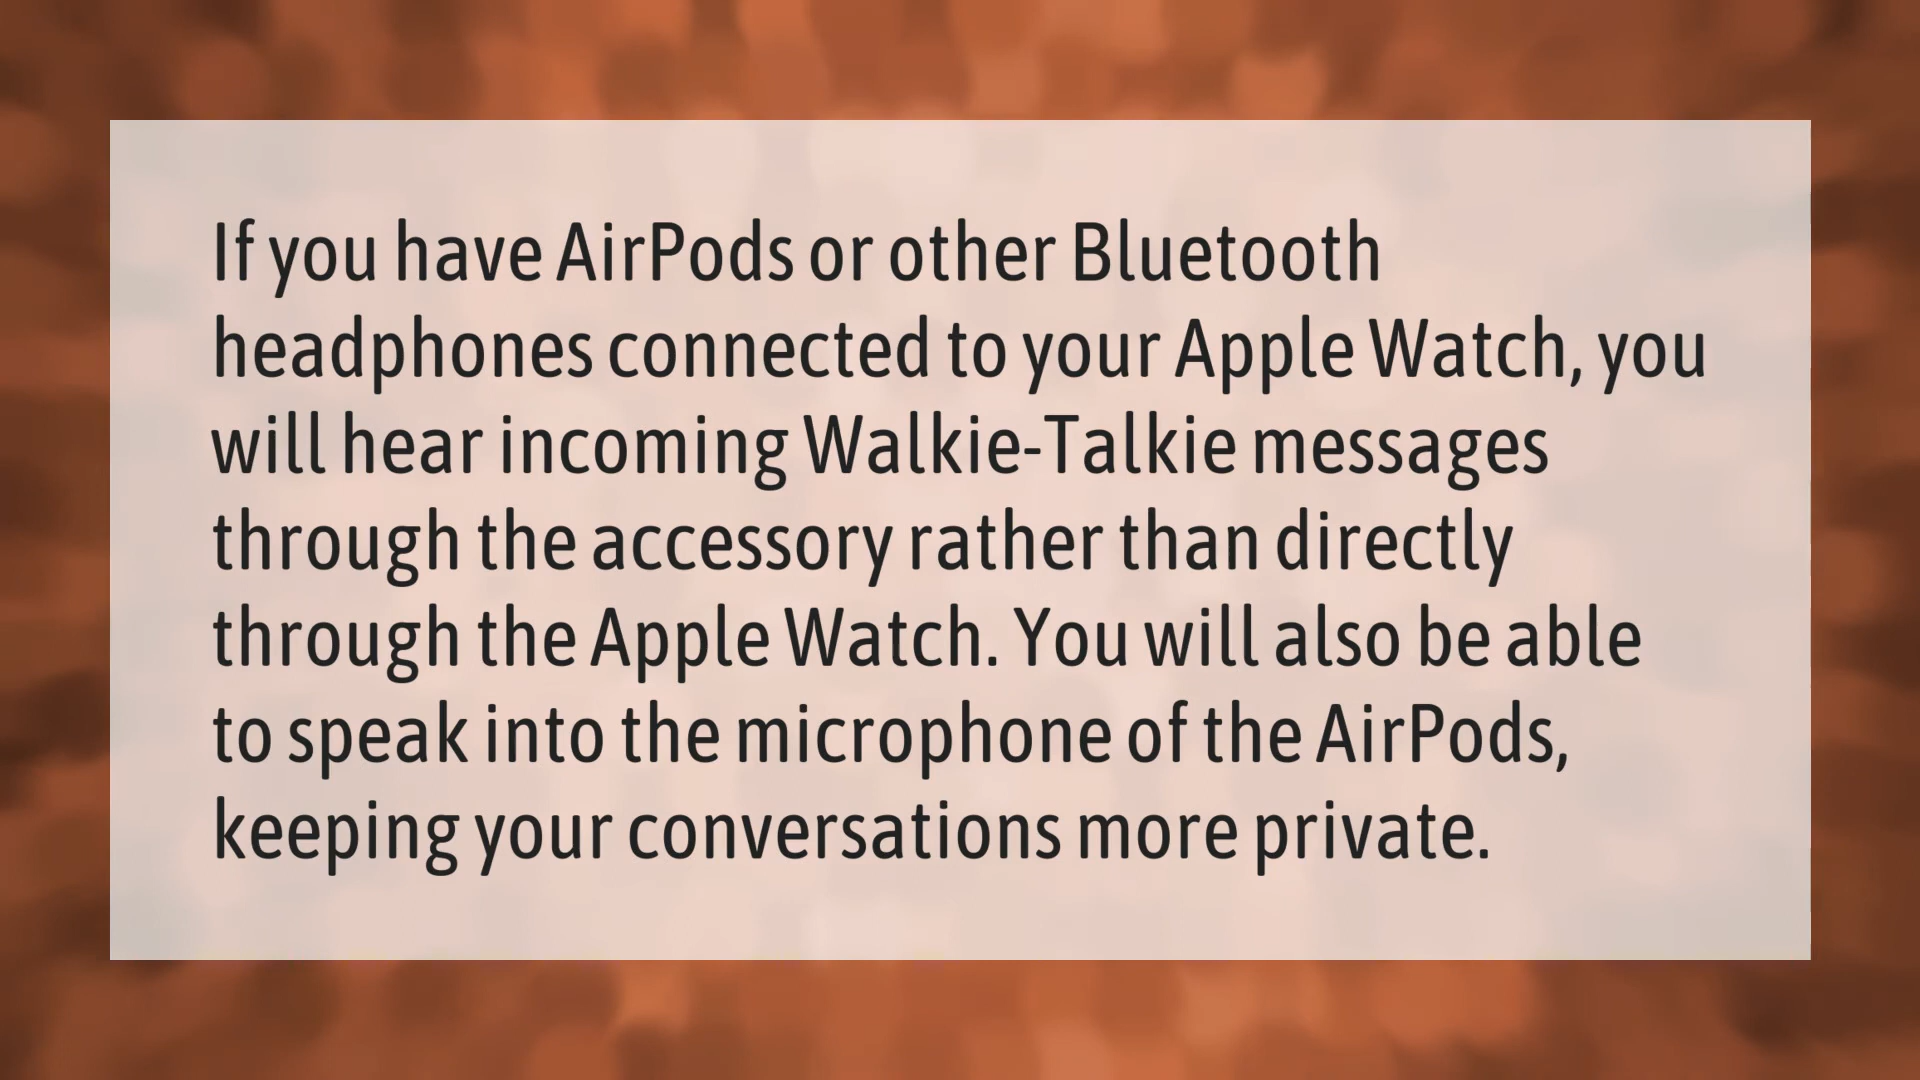 If you have AirPods or other Bluetooth
headphones connected to your Apple Watch, you
will hear incoming Walkie-Talkie messages
through the accessory rather than directly
through the Apple Watch. You will also be able
to speak into the microphone of the AirPods,
keeping your conversations more private.